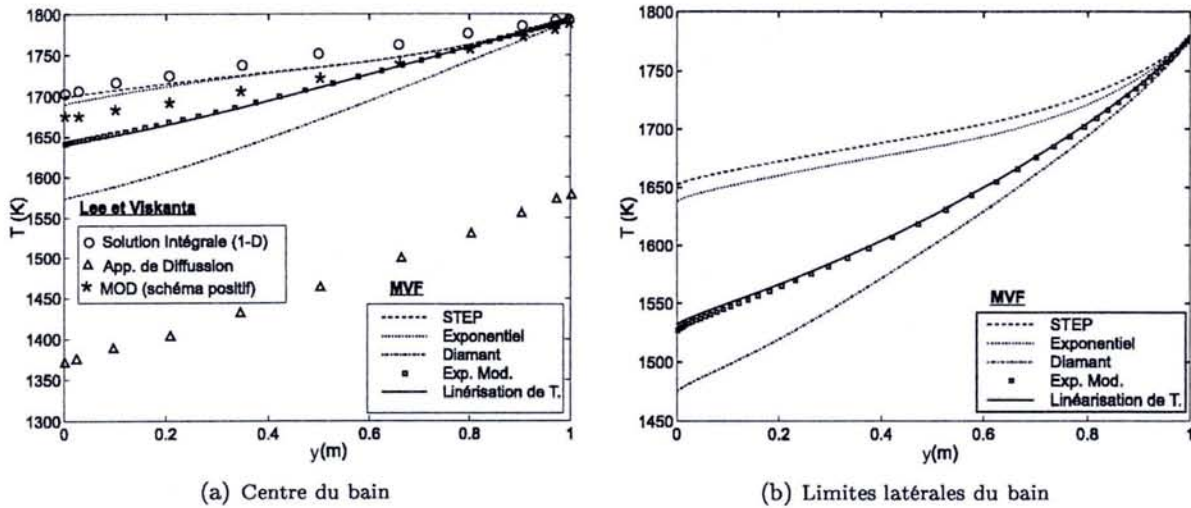 1800
1750
1700
1650
1600
1550
1500
1450
1400
1350
1300
T (K)
0
0.2
0.4
0.6
0.8
1
y(m)
Lee et Viskanta
Solution Intégrale (1-D)
App. de Diffussion
MOD (schéma positif)
MVF
STEP
Exponentiel
Diamant
Exp. Mod.
Linérisation de T.
(a) Centre du bain
1800
1750
1700
1650
1600
1550
1500
1450
T (K)
0
0.2
0.4
0.6
0.8
1
y(m)
MVF
STEP
Exponentiel
Diamant
Exp. Mod.
Linéarisation de T.
(b) Limites latérales du bain